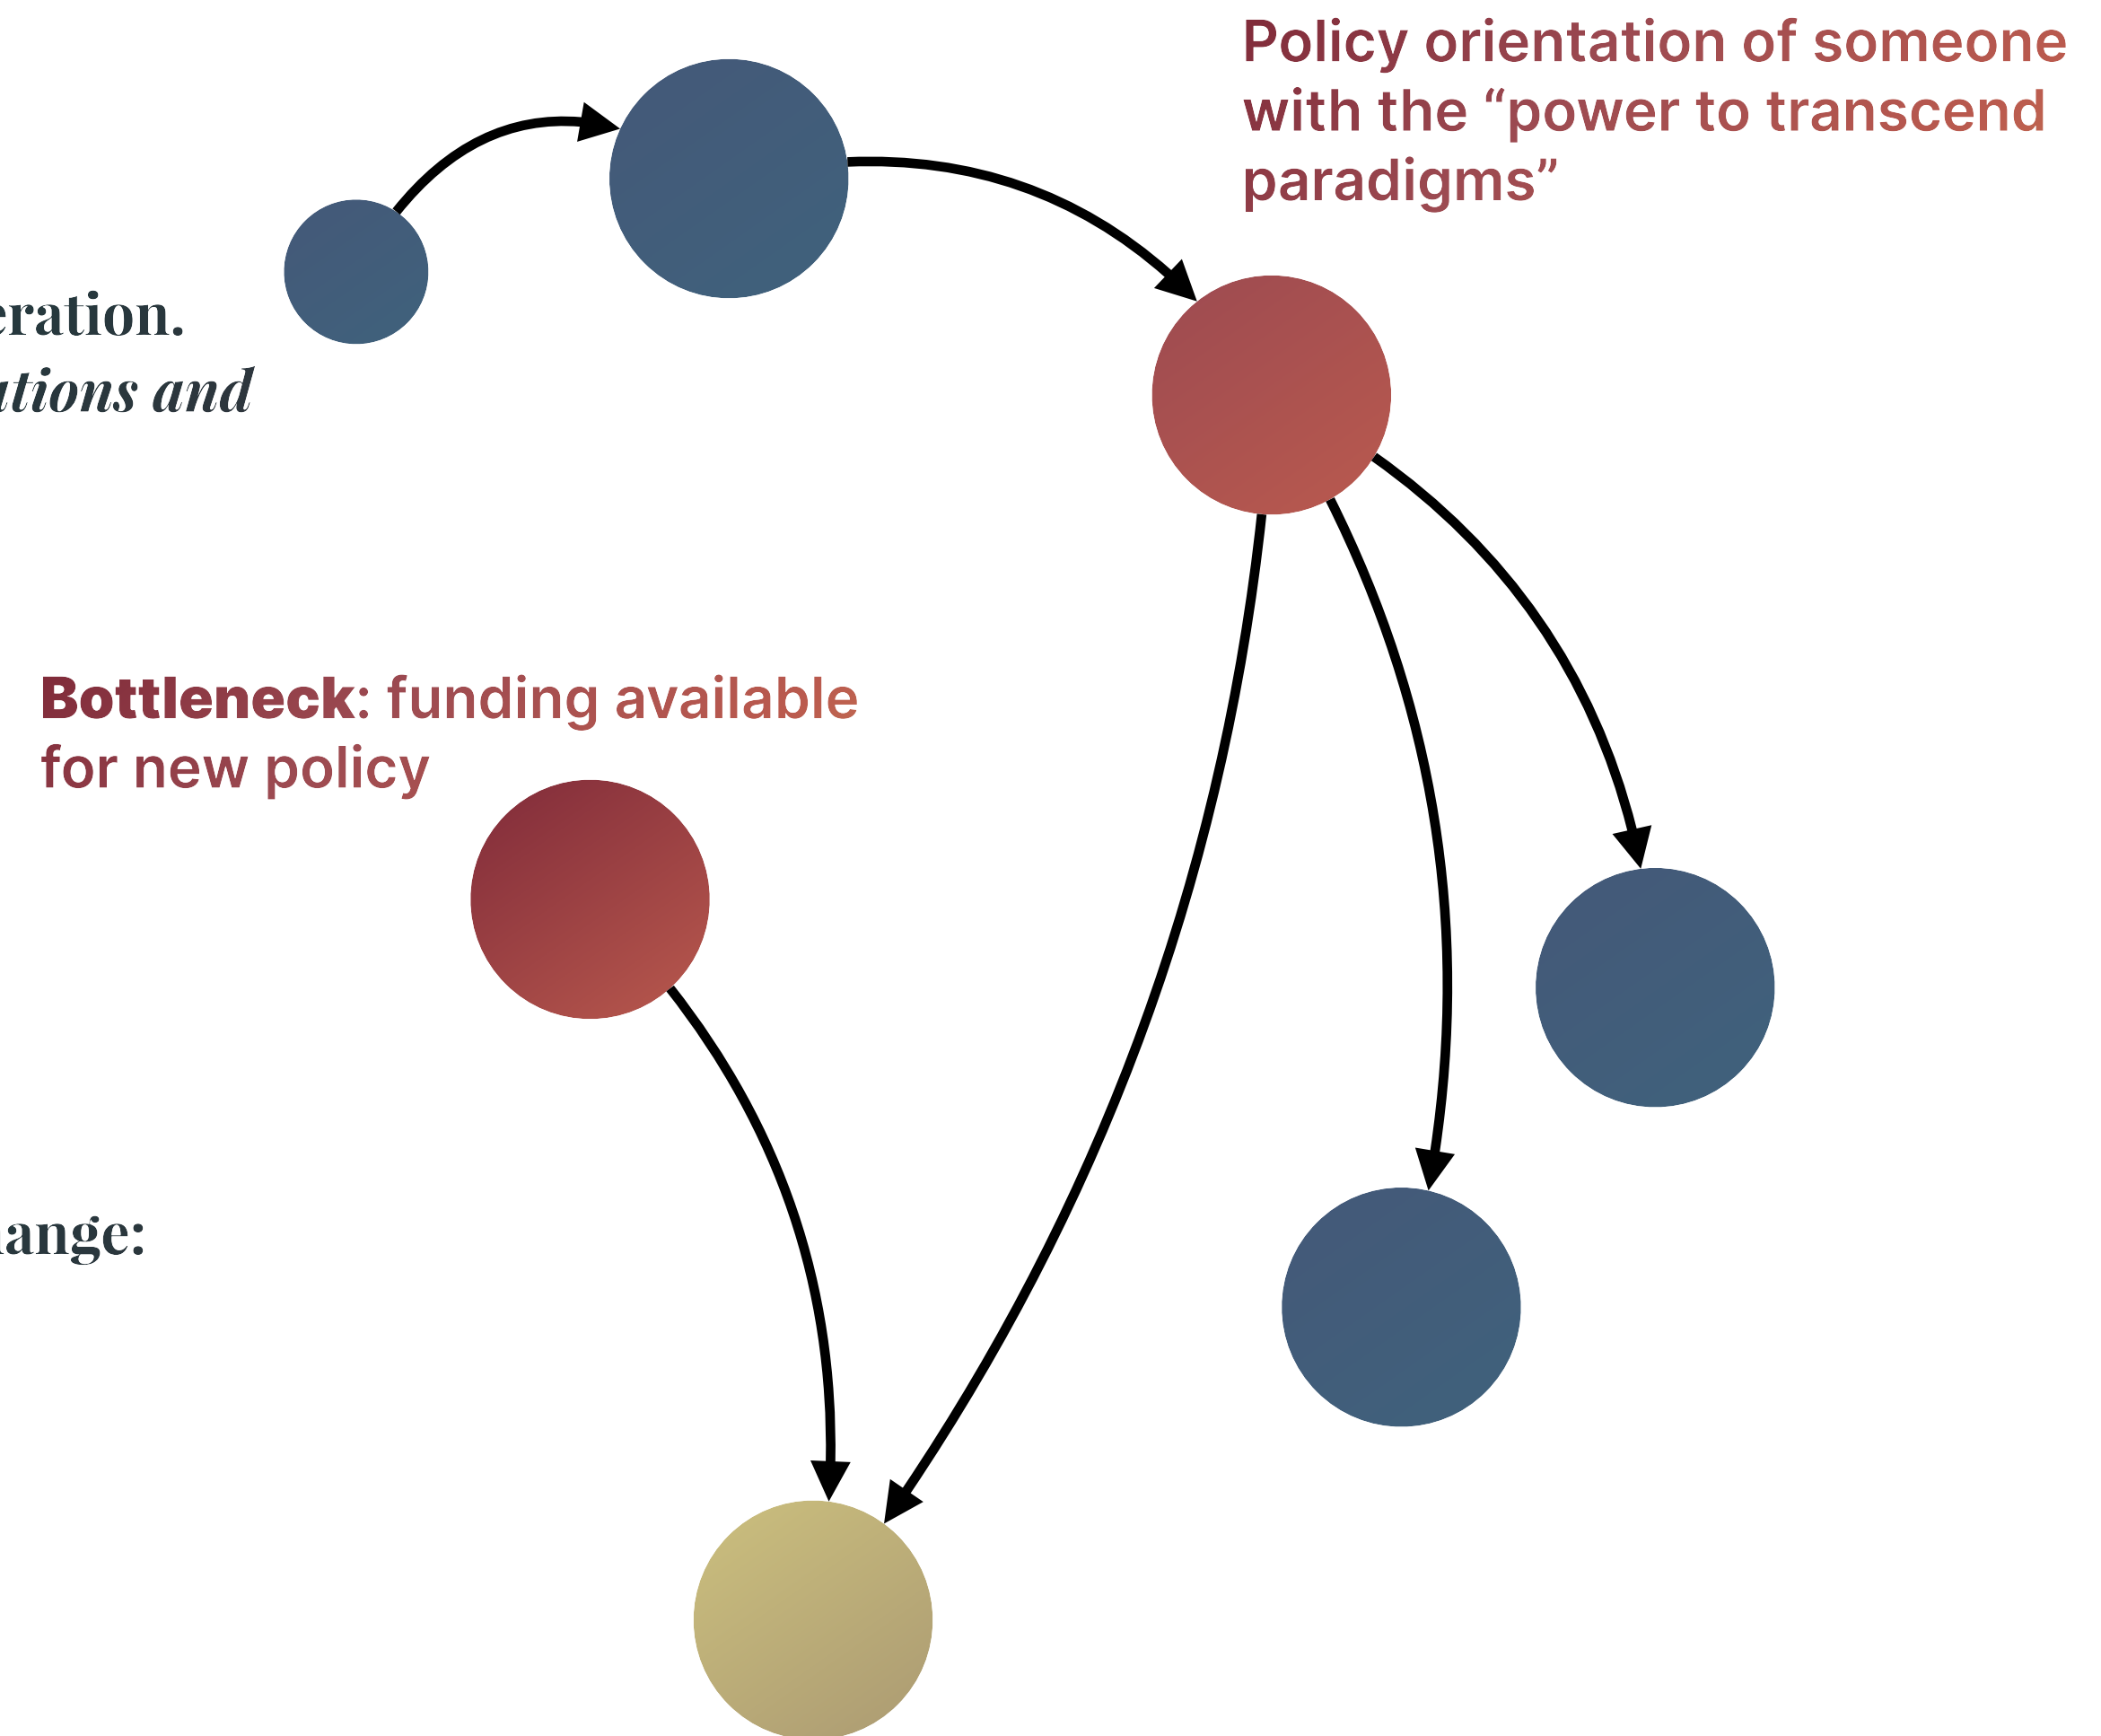 Policy orientation of someone
with the “power to transcend
paradigms”
eration.
ations and
Bottleneck: funding available
for new policy
ange: